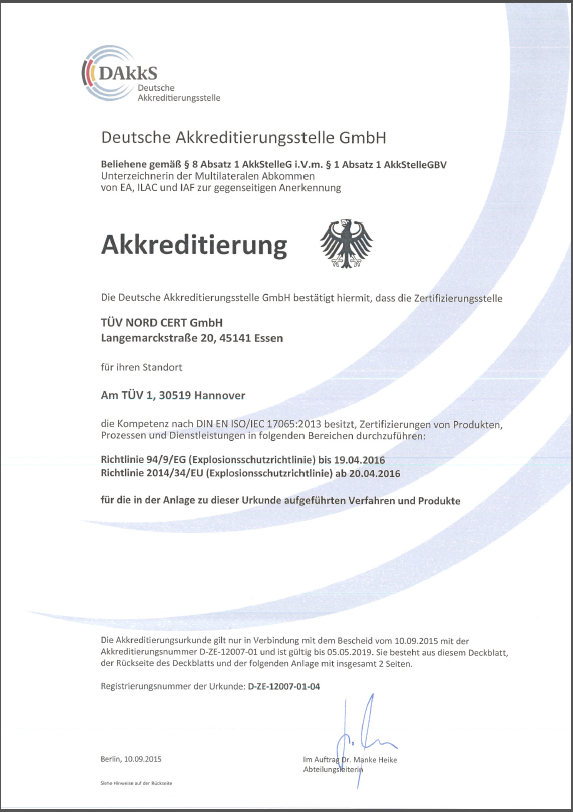 DAkkS
Deutsche
Akkreditierungsstelle
Deutsche Akkreditierungsstelle GmbH
Beliehene gemäß § 8 Absatz 1 AkkStelleG i.V.m. § 1 Absatz 1 AkkStelleGBV
Unterzeichnerin der Multilateralen Abkommen
von EA, ILAC und IAF zur gegenseitigen Anerkennung
Akkreditierung
Die Deutsche Akkreditierungsstelle GmbH bestätigt hiermit, dass die Zertifizierungsstelle
TÜV NORD CERT GmbH
Langemarckstraße 20, 45141 Essen
für ihren Standort
Am TÜV 1, 30519 Hannover
die Kompetenz nach DIN EN ISO/IEC 17065:2013 besitzt, Zertifizierungen von Produkten,
Prozessen und Dienstleistungen in folgenden Bereichen durchzuführen:
Richtlinie 94/9/EG (Explosionsschutzrichtlinie) bis 19.04.2016
Richtlinie 2014/34/EU (Explosionsschutzrichtlinie) ab 20.04.2016
für die in der Anlage zu dieser Urkunde aufgeführten Verfahren und Produkte
Die Akkreditierungsurkunde gilt nur in Verbindung mit dem Bescheid vom 10.09.2015 mit der
Akkreditierungsnummer D-ZE-12007-01 und ist gültig bis 05.05.2019. Sie besteht aus diesem Deckblatt,
der Rückseite des Deckblatts und der folgenden Anlage mit insgesamt 2 Seiten.
Registrierungsnummer der Urkunde: D-ZE-12007-01-04
Berlin, 10.09.2015
Im Auftrag Dr. Manke Heike
Abteilungsleiterin
Siehe Hinweise auf der Rückseite